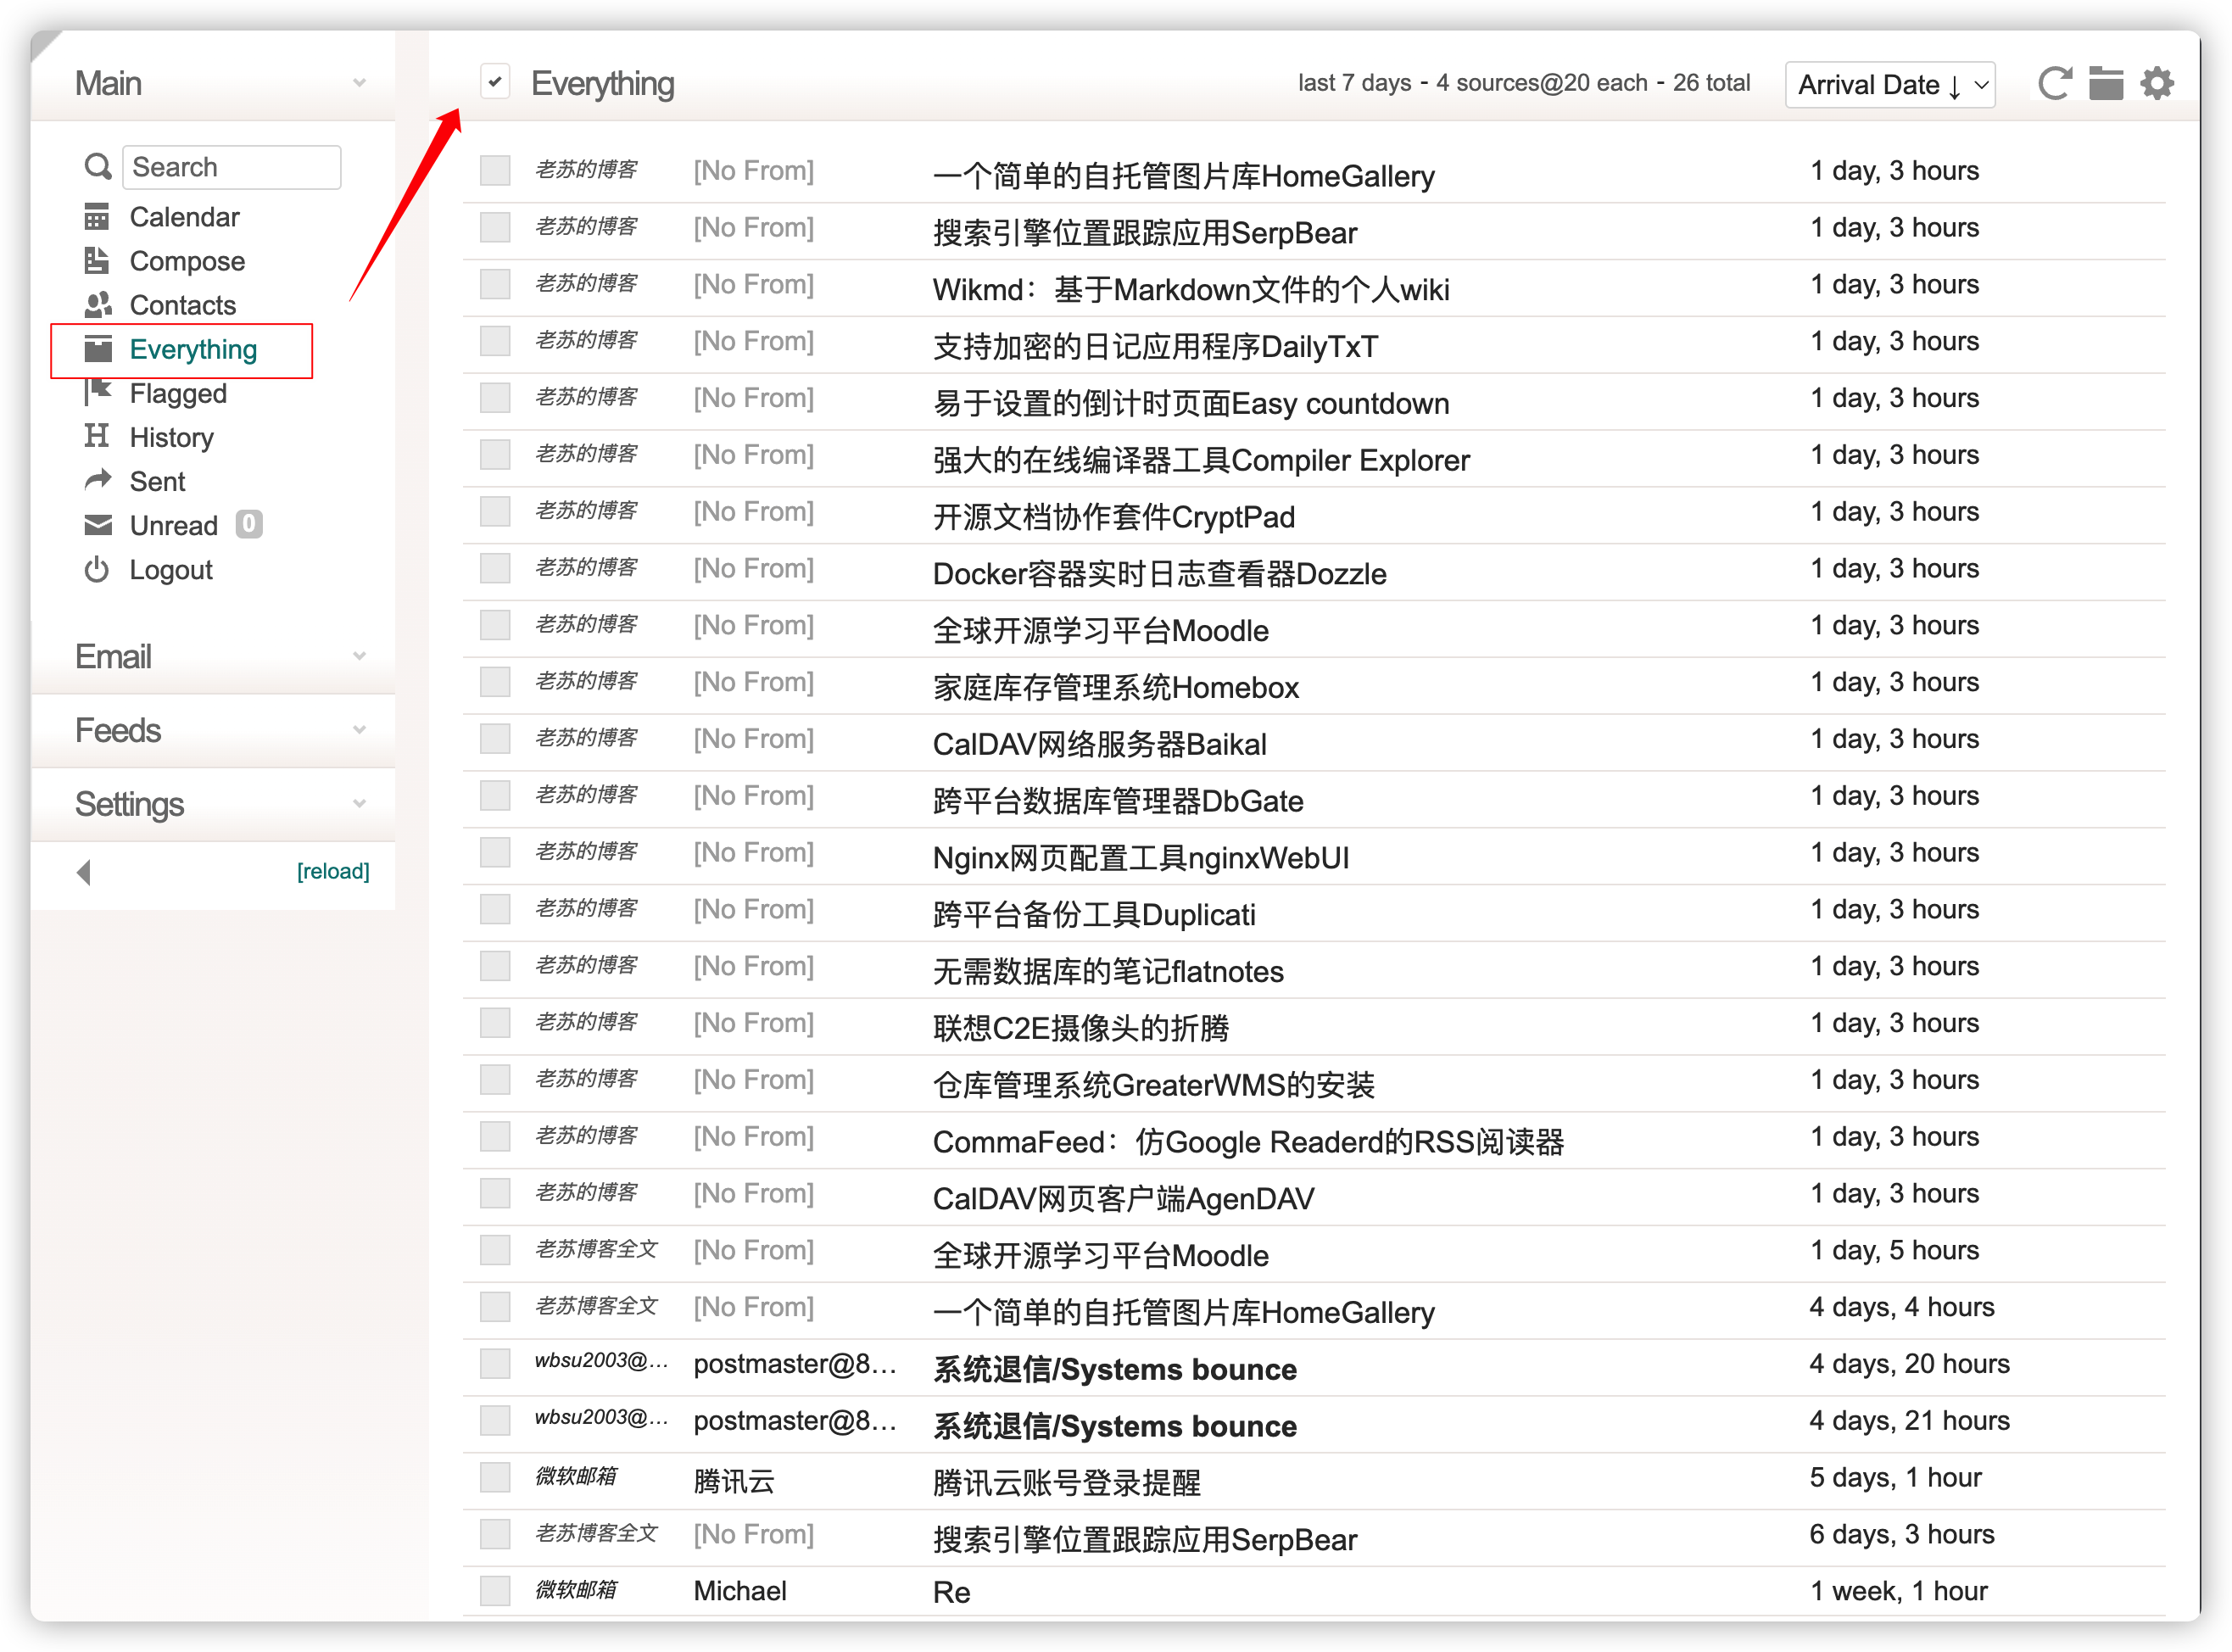 Main
Search
Calendar
Compose
Contacts
Everything
Flagged
History
Sent
Unread 0
Logout
Email
Feeds
Settings
[reload]
Everything last 7 days - 4 sources@20 each - 26 total Arrival Date ↓
老苏的博客 [No From] 一个简单的自托管图片库HomeGallery 1 day, 3 hours
老苏的博客 [No From] 搜索引擎位置跟踪应用SerpBear 1 day, 3 hours
老苏的博客 [No From] Wikmd：基于Markdown文件的个人wiki 1 day, 3 hours
老苏的博客 [No From] 支持加密的日记应用程序DailyTxT 1 day, 3 hours
老苏的博客 [No From] 易于设置的倒计时页面Easy countdown 1 day, 3 hours
老苏的博客 [No From] 强大的在线编译器工具Compiler Explorer 1 day, 3 hours
老苏的博客 [No From] 开源文档协作套件CryptPad 1 day, 3 hours
老苏的博客 [No From] Docker容器实时日志查看器Dozzle 1 day, 3 hours
老苏的博客 [No From] 全球开源学习平台Moodle 1 day, 3 hours
老苏的博客 [No From] 家庭库存管理系统Homebox 1 day, 3 hours
老苏的博客 [No From] CalDAV网络服务器Baikal 1 day, 3 hours
老苏的博客 [No From] 跨平台数据库管理器DbGate 1 day, 3 hours
老苏的博客 [No From] Nginx网页配置工具nginxWebUI 1 day, 3 hours
老苏的博客 [No From] 跨平台备份工具Duplicati 1 day, 3 hours
老苏的博客 [No From] 无需数据库的笔记flatnotes 1 day, 3 hours
老苏的博客 [No From] 联想C2E摄像头的折腾 1 day, 3 hours
老苏的博客 [No From] 仓库管理系统GreaterWMS的安装 1 day, 3 hours
老苏的博客 [No From] CommaFeed：仿Google Readerd的RSS阅读器 1 day, 3 hours
老苏的博客 [No From] CalDAV网页客户端AgenDAV 1 day, 3 hours
老苏博客全文 [No From] 全球开源学习平台Moodle 1 day, 5 hours
老苏博客全文 [No From] 一个简单的自托管图片库HomeGallery 4 days, 4 hours
wbsu2003@... postmaster@8... 系统退信/Systems bounce 4 days, 20 hours
wbsu2003@... postmaster@8... 系统退信/Systems bounce 4 days, 21 hours
微软邮箱 腾讯云 腾讯云账号登录提醒 5 days, 1 hour
老苏博客全文 [No From] 搜索引擎位置跟踪应用SerpBear 6 days, 3 hours
微软邮箱 Michael Re 1 week, 1 hour